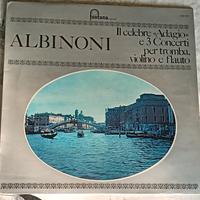 fontana
ALBINONI
Il celebre «Adagio»
e 3 Concerti
per tromba,
violino e flauto